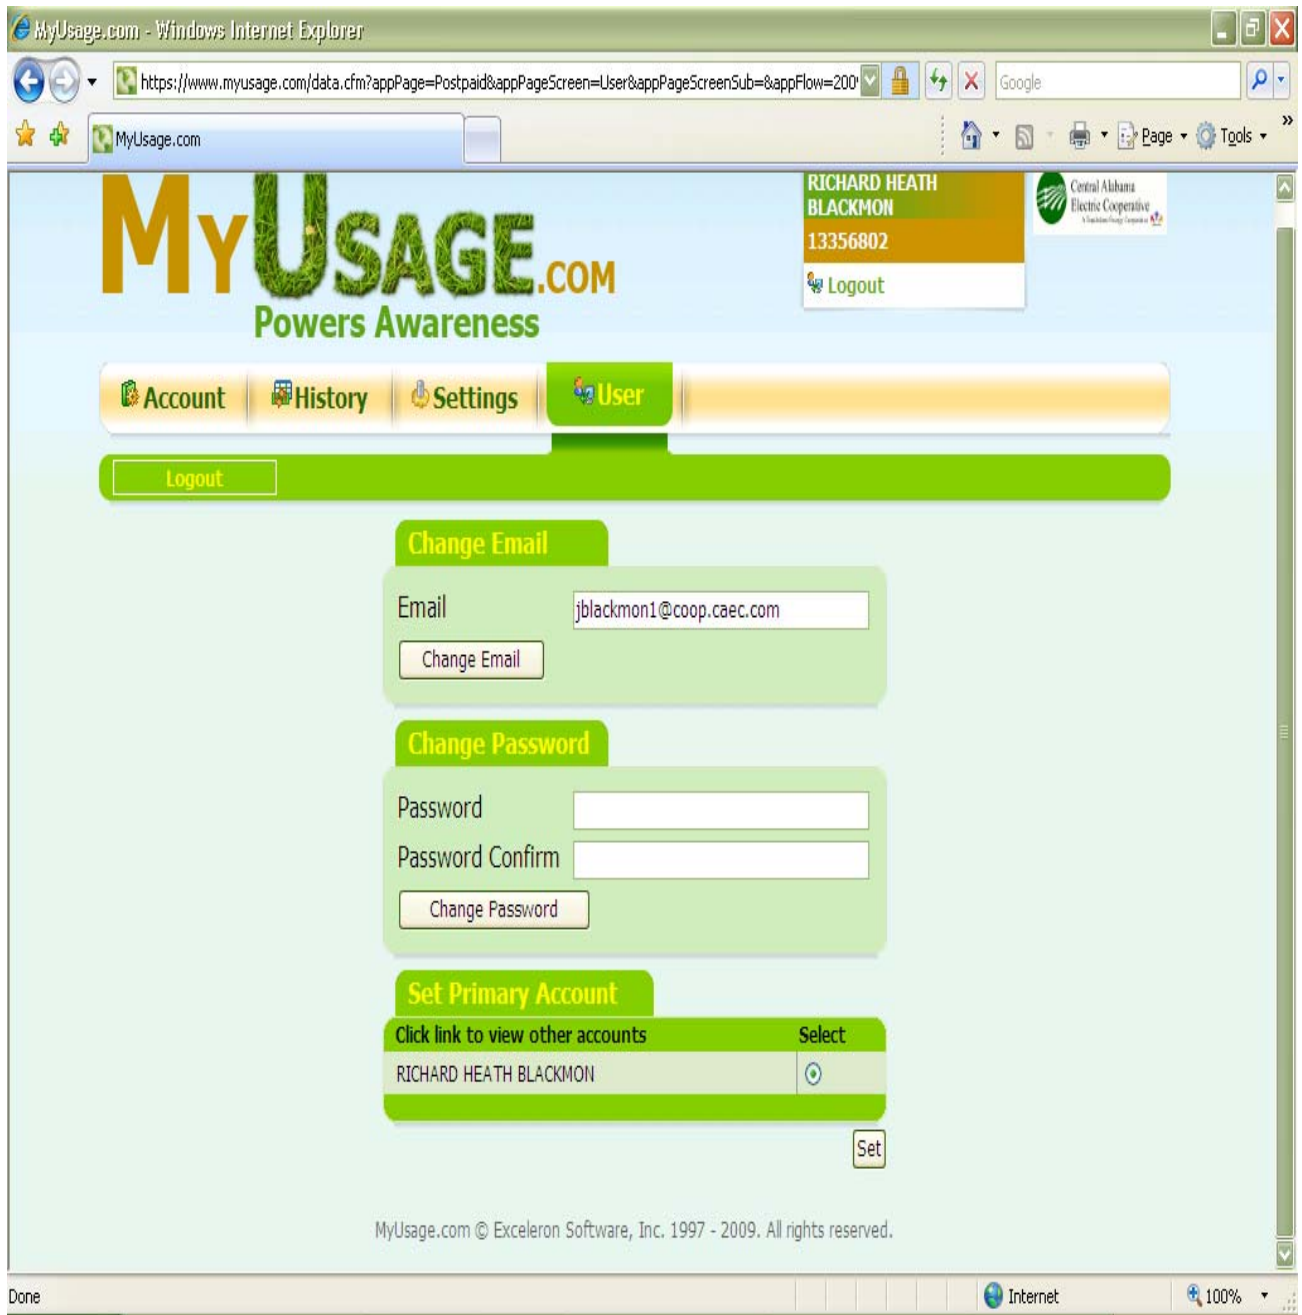 MyUsage.com - Windows Internet Explorer
https://www.myusage.com/data.cfm?appPage=Postpaid&appPageScreen=User&appPageScreenSub=&appFlow=200
Google
MyUsage.com
Page
Tools
MYUSAGE.COM
Powers Awareness
RICHARD HEATH
BLACKMON
13356802
Logout
Central Alabama
Electric Cooperative
Account
History
Settings
User
Logout
Change Email
Email
jblackmon1@coop.caec.com
Change Email
Change Password
Password
Password Confirm
Change Password
Set Primary Account
Click link to view other accounts
Select
RICHARD HEATH BLACKMON
Set
MyUsage.com © Exceleron Software, Inc. 1997 - 2009. All rights reserved.
Done
Internet
100%